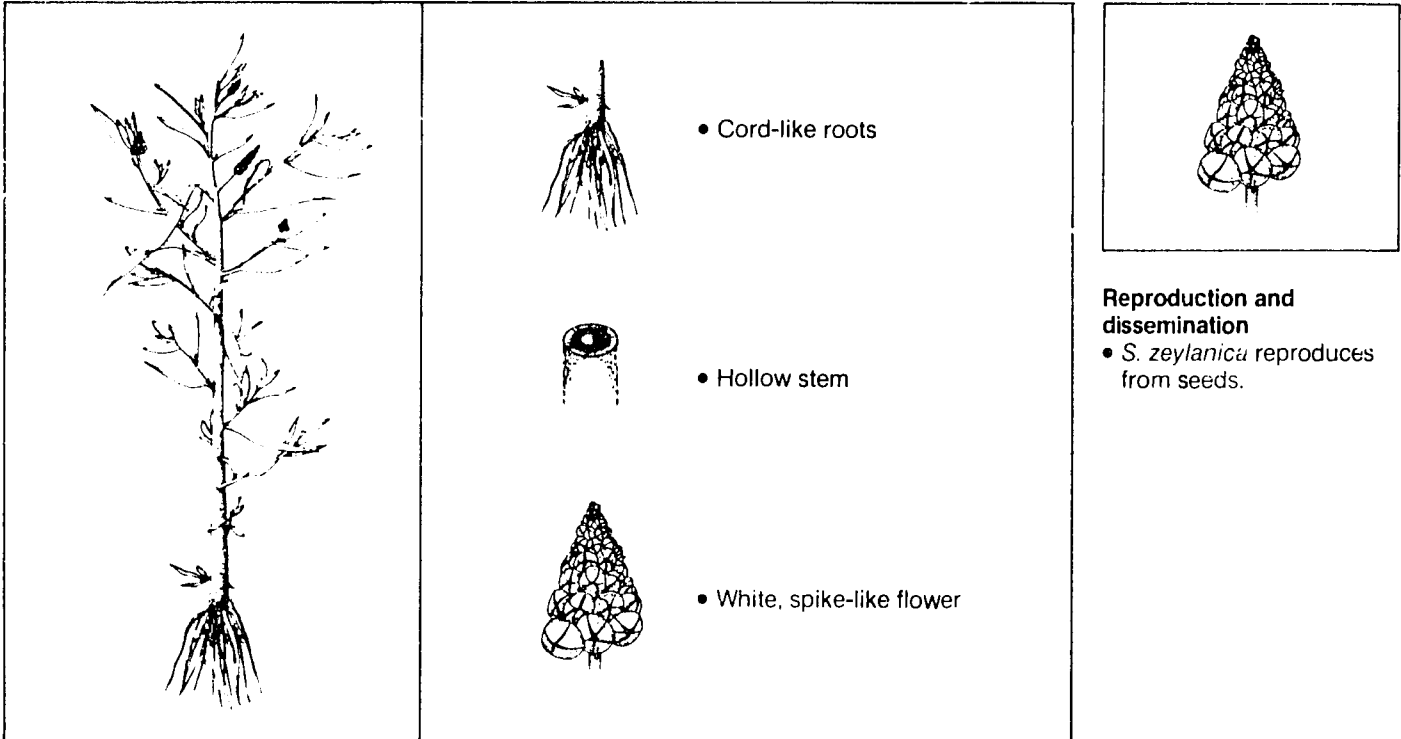 • Cord-like roots
• Hollow stem
• White, spike-like flower
Reproduction and
dissemination
• S. zeylanica reproduces
from seeds.